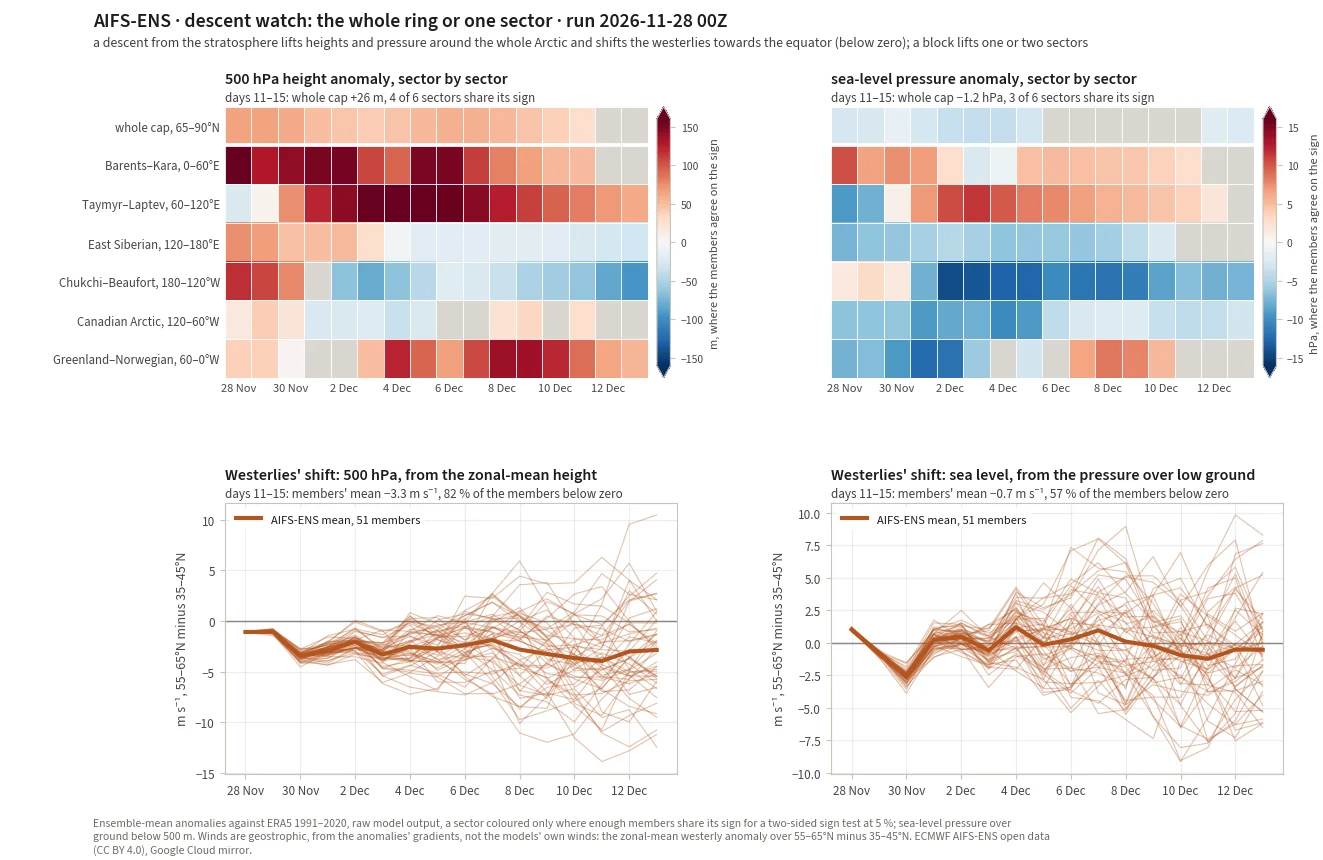 AIFS-ENS · descent watch: the whole ring or one sector · run 2026-11-28 00Z
a descent from the stratosphere lifts heights and pressure around the whole Arctic and shifts the westerlies towards the equator (below zero); a block lifts one or two sectors
500 hPa height anomaly, sector by sector
days 11–15: whole cap +26 m, 4 of 6 sectors share its sign
whole cap, 65–90°N
Barents–Kara, 0–60°E
Taymyr–Laptev, 60–120°E
East Siberian, 120–180°E
Chukchi–Beaufort, 180–120°W
Canadian Arctic, 120–60°W
Greenland–Norwegian, 60–0°W
28 Nov 30 Nov 2 Dec 4 Dec 6 Dec 8 Dec 10 Dec 12 Dec
150
100
50
0
−50
−100
−150
m, where the members agree on the sign
sea-level pressure anomaly, sector by sector
days 11–15: whole cap −1.2 hPa, 3 of 6 sectors share its sign
28 Nov 30 Nov 2 Dec 4 Dec 6 Dec 8 Dec 10 Dec 12 Dec
15
10
5
0
−5
−10
−15
hPa, where the members agree on the sign
Westerlies' shift: 500 hPa, from the zonal-mean height
days 11–15: members' mean −3.3 m s⁻¹, 82 % of the members below zero
AIFS-ENS mean, 51 members
m s⁻¹, 55–65°N minus 35–45°N
10
5
0
−5
−10
−15
28 Nov 30 Nov 2 Dec 4 Dec 6 Dec 8 Dec 10 Dec 12 Dec
Westerlies' shift: sea level, from the pressure over low ground
days 11–15: members' mean −0.7 m s⁻¹, 57 % of the members below zero
AIFS-ENS mean, 51 members
m s⁻¹, 55–65°N minus 35–45°N
10.0
7.5
5.0
2.5
0.0
−2.5
−5.0
−7.5
−10.0
28 Nov 30 Nov 2 Dec 4 Dec 6 Dec 8 Dec 10 Dec 12 Dec
Ensemble-mean anomalies against ERA5 1991–2020, raw model output, a sector coloured only where enough members share its sign for a two-sided sign test at 5 %; sea-level pressure over
ground below 500 m. Winds are geostrophic, from the anomalies' gradients, not the models' own winds: the zonal-mean westerly anomaly over 55–65°N minus 35–45°N. ECMWF AIFS-ENS open data
(CC BY 4.0), Google Cloud mirror.